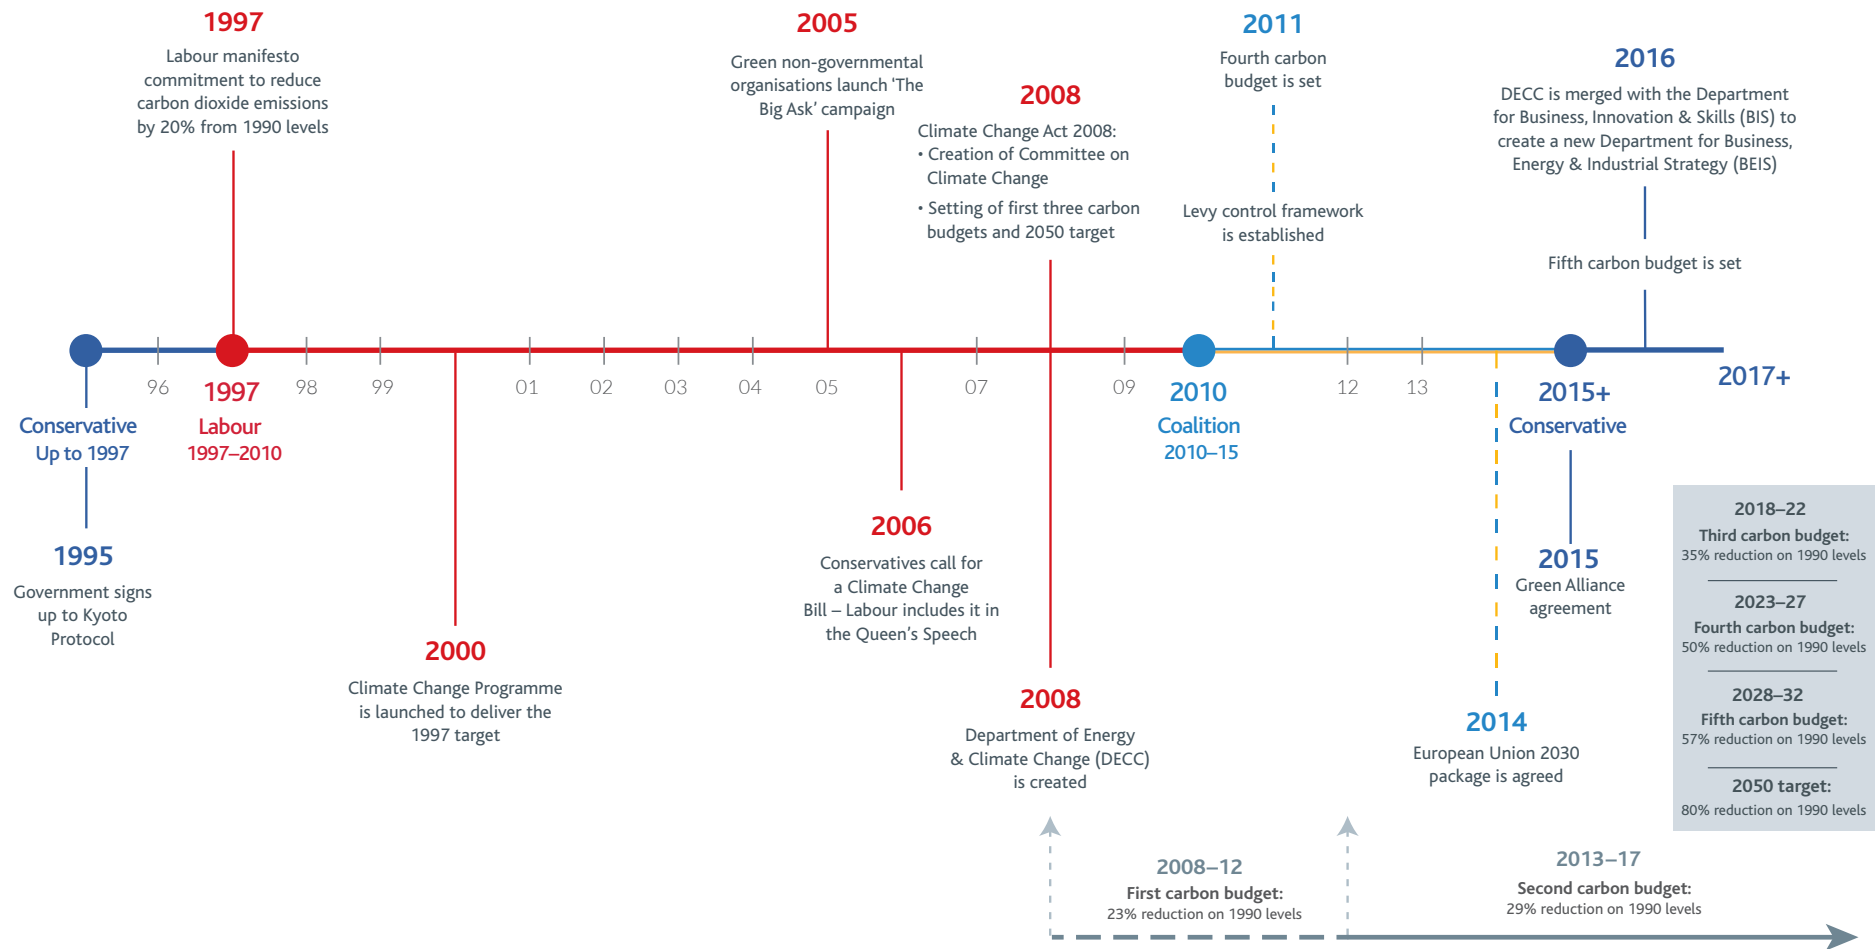 1997
Labour manifesto
commitment to reduce
carbon dioxide emissions
by 20% from 1990 levels
2005
Green non-governmental
organisations launch ‘The
Big Ask’ campaign
2008
Climate Change Act 2008:
• Creation of Committee on
Climate Change
• Setting of first three carbon
budgets and 2050 target
2011
Fourth carbon
budget is set
Levy control framework
is established
2016
DECC is merged with the Department
for Business, Innovation & Skills (BIS) to
create a new Department for Business,
Energy & Industrial Strategy (BEIS)
Fifth carbon budget is set
96
1997
98
99
01
02
03
04
05
07
09
2010
12
13
2015+
2017+
Conservative
Up to 1997
Labour
1997–2010
Coalition
2010–15
Conservative
1995
Government signs
up to Kyoto
Protocol
2000
Climate Change Programme
is launched to deliver the
1997 target
2006
Conservatives call for
a Climate Change
Bill – Labour includes it in
the Queen’s Speech
2008
Department of Energy
& Climate Change (DECC)
is created
2014
European Union 2030
package is agreed
2015
Green Alliance
agreement
2018–22
Third carbon budget:
35% reduction on 1990 levels
2023–27
Fourth carbon budget:
50% reduction on 1990 levels
2028–32
Fifth carbon budget:
57% reduction on 1990 levels
2050 target:
80% reduction on 1990 levels
2008–12
First carbon budget:
23% reduction on 1990 levels
2013–17
Second carbon budget:
29% reduction on 1990 levels